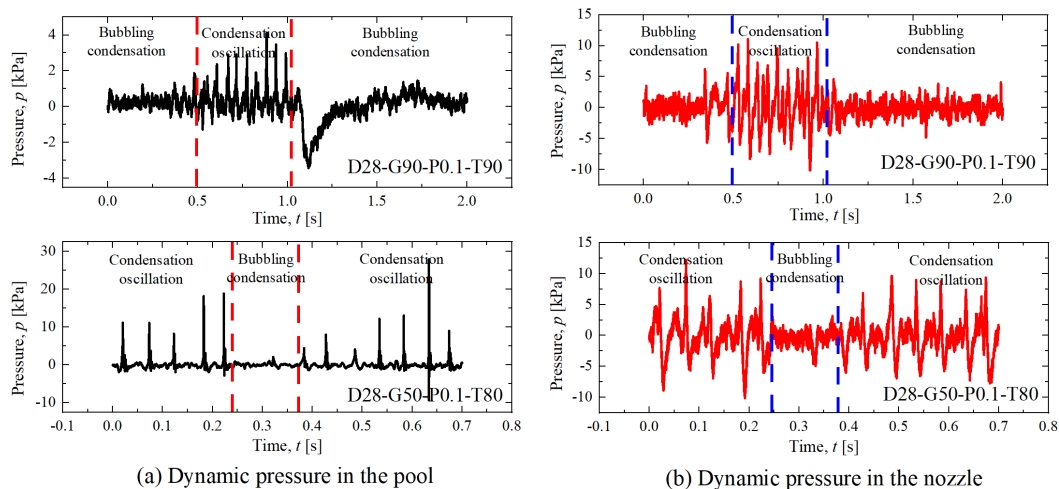 Bubbling
condensation
Condensation
oscillation
Bubbling
condensation
4
2
0
-2
-4
Pressure, p [kPa]
D28-G90-P0.1-T90
0.0 0.5 1.0 1.5 2.0
Time, t [s]
Bubbling
condensation
Condensation
oscillation
Bubbling
condensation
15
10
5
0
-5
-10
Pressure, p [kPa]
D28-G90-P0.1-T90
0.0 0.5 1.0 1.5 2.0
Time, t [s]
Condensation
oscillation
Bubbling
condensation
Condensation
oscillation
30
20
10
0
-10
Pressure, p [kPa]
D28-G50-P0.1-T80
-0.1 0.0 0.1 0.2 0.3 0.4 0.5 0.6 0.7 0.8
Time, t [s]
Condensation
oscillation
Bubbling
condensation
Condensation
oscillation
15
10
5
0
-5
-10
Pressure, p [kPa]
D28-G50-P0.1-T80
-0.1 0.0 0.1 0.2 0.3 0.4 0.5 0.6 0.7 0.8
Time, t [s]
(a) Dynamic pressure in the pool
(b) Dynamic pressure in the nozzle